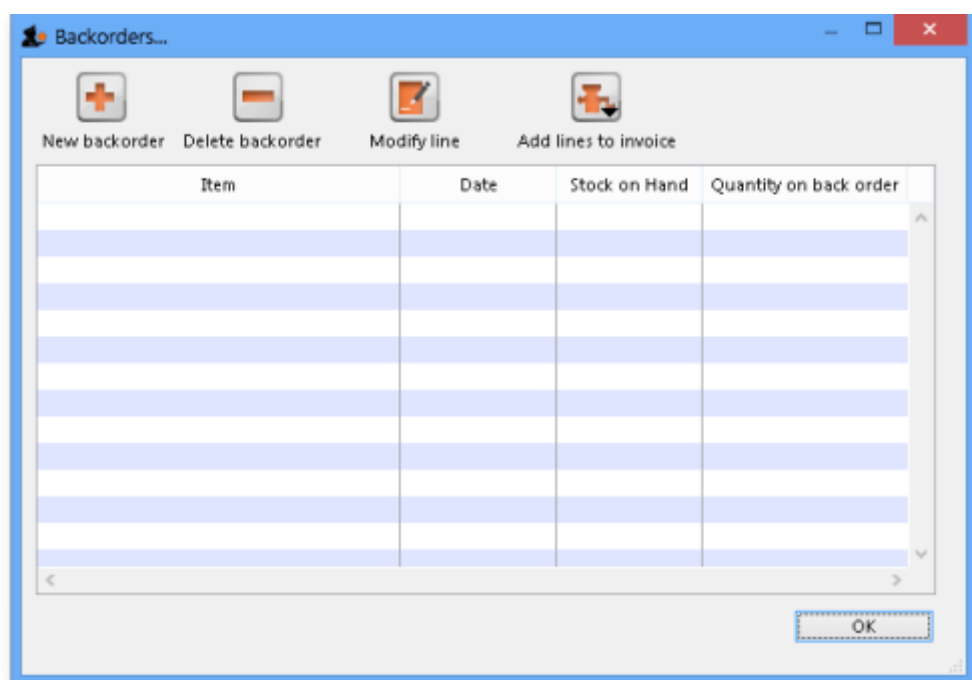 Backorders...
New backorder Delete backorder Modify line Add lines to invoice
Item Date Stock on Hand Quantity on back order
OK